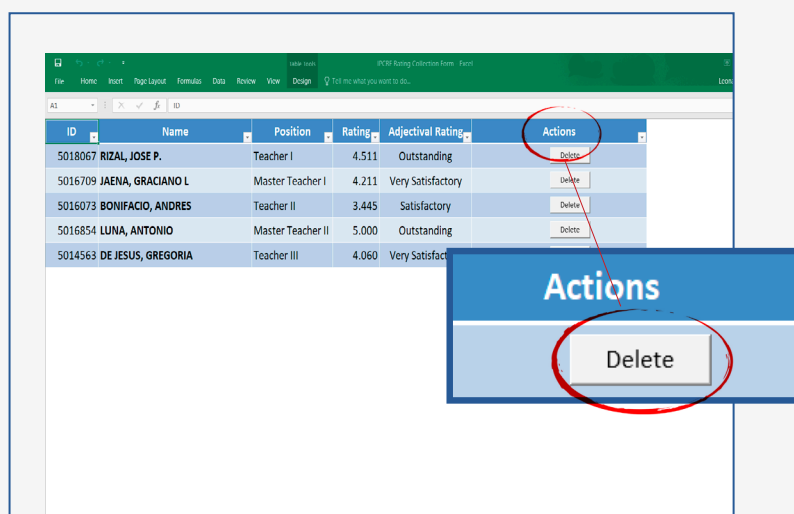 Table Tools IPCRF Rating Collection Form - Excel
File Home Insert Page Layout Formulas Data Review View Design Tell me what you want to do...
A1 fx ID
ID Name Position Rating Adjectival Rating Actions
5018067 RIZAL, JOSE P. Teacher I 4.511 Outstanding Delete
5016709 JAENA, GRACIANO L Master Teacher I 4.211 Very Satisfactory Delete
5016073 BONIFACIO, ANDRES Teacher II 3.445 Satisfactory Delete
5016854 LUNA, ANTONIO Master Teacher II 5.000 Outstanding Delete
5014563 DE JESUS, GREGORIA Teacher III 4.060 Very Satisfact
Actions
Delete